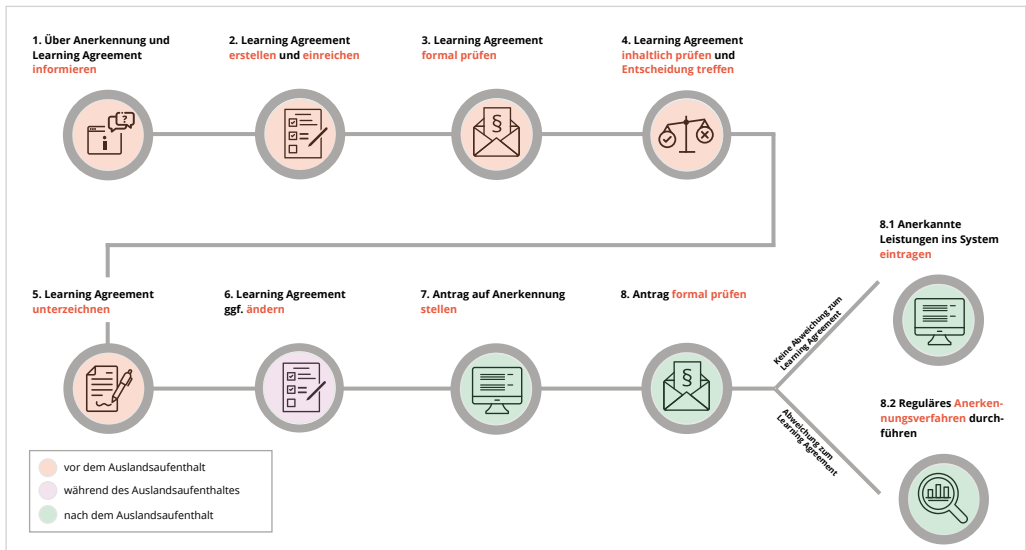 1. Über Anerkennung und
Learning Agreement
informieren
2. Learning Agreement
erstellen und einreichen
3. Learning Agreement
formal prüfen
4. Learning Agreement
inhaltlich prüfen und
Entscheidung treffen
?
i
§
5. Learning Agreement
unterzeichnen
6. Learning Agreement
ggf. ändern
7. Antrag auf Anerkennung
stellen
8. Antrag formal prüfen
§
Keine Abweichung zum
Learning Agreement
8.1 Anerkannte
Leistungen ins System
eintragen
Abweichung zum
Learning Agreement
8.2 Reguläres Anerken-
nungsverfahren durch-
führen
vor dem Auslandsaufenthalt
während des Auslandsaufenthaltes
nach dem Auslandsaufenthalt